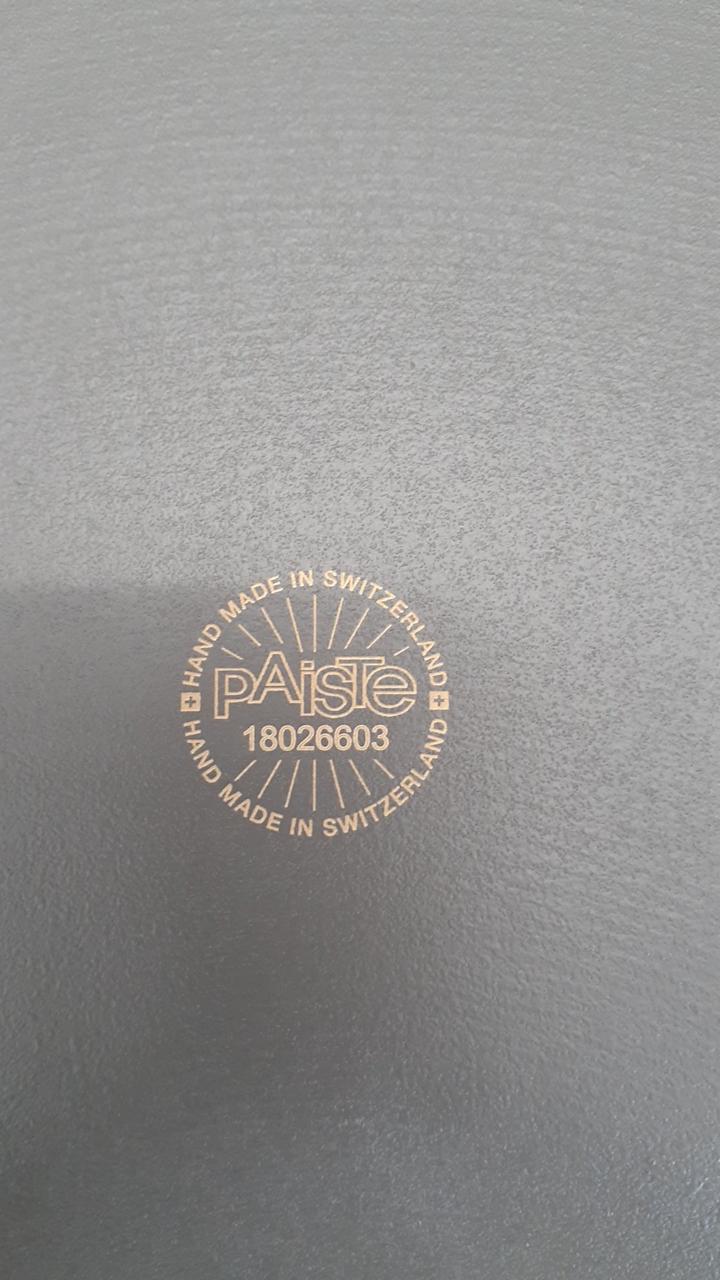 HAND MADE IN SWITZERLAND
PAiSTe
18026603
HAND MADE IN SWITZERLAND